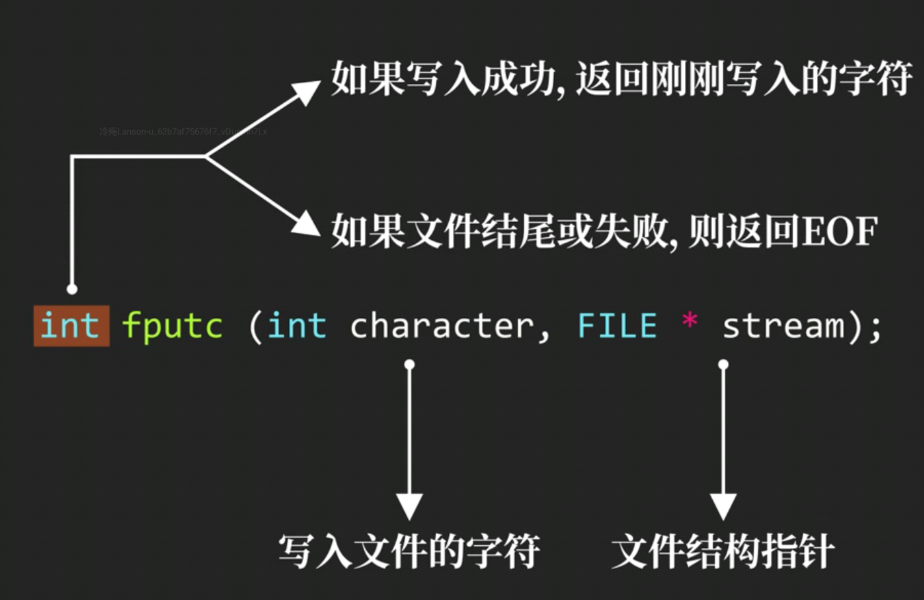 如果写入成功, 返回刚刚写入的字符
如果文件结尾或失败, 则返回EOF
int fputc (int character, FILE * stream);
写入文件的字符
文件结构指针